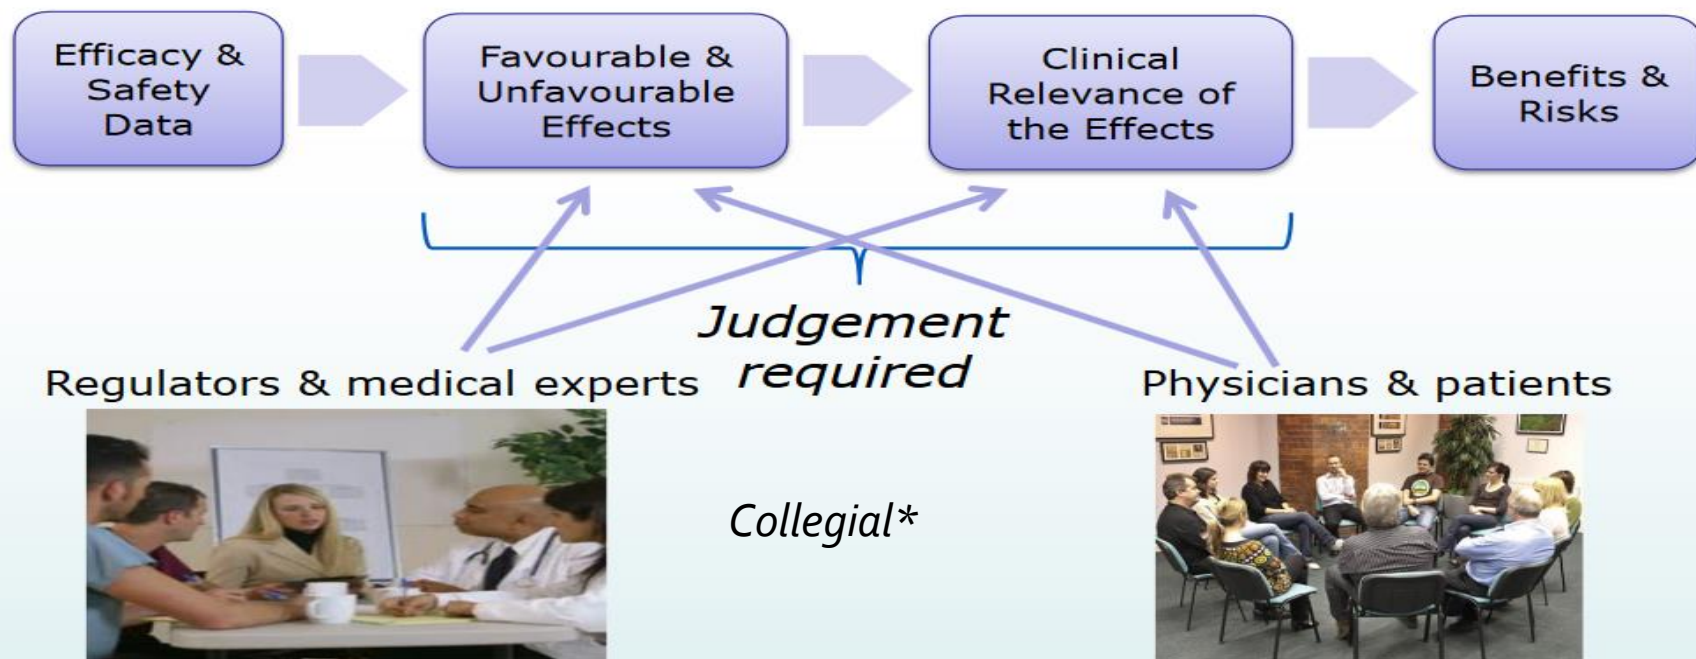 Efficacy &
Safety
Data
Favourable &
Unfavourable
Effects
Clinical
Relevance of
the Effects
Benefits &
Risks
Judgement
required
Regulators & medical experts
Physicians & patients
Collegial*